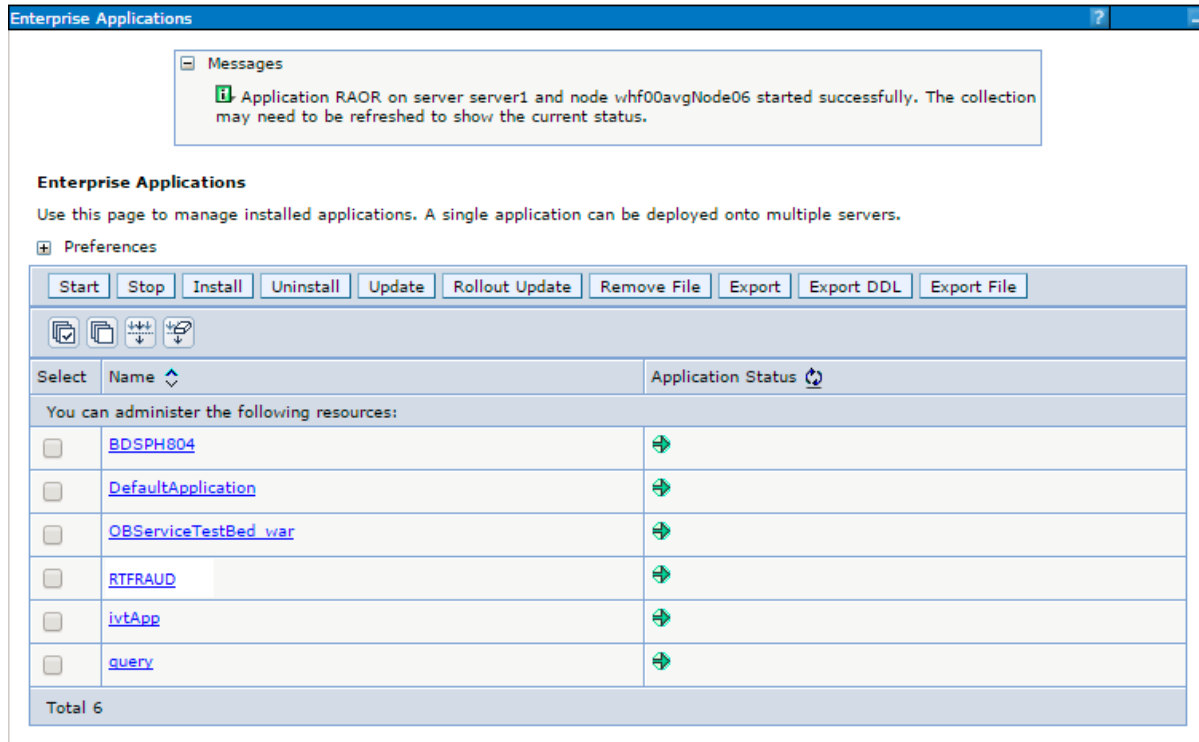 Enterprise Applications ?
Messages
Application RAOR on server server1 and node whf00avgNode06 started successfully. The collection
may need to be refreshed to show the current status.
Enterprise Applications
Use this page to manage installed applications. A single application can be deployed onto multiple servers.
Preferences
Start Stop Install Uninstall Update Rollout Update Remove File Export Export DDL Export File
Select Name Application Status
You can administer the following resources:
BDSPH804
DefaultApplication
OBServiceTestBed_war
RTFRAUD
ivtApp
query
Total 6